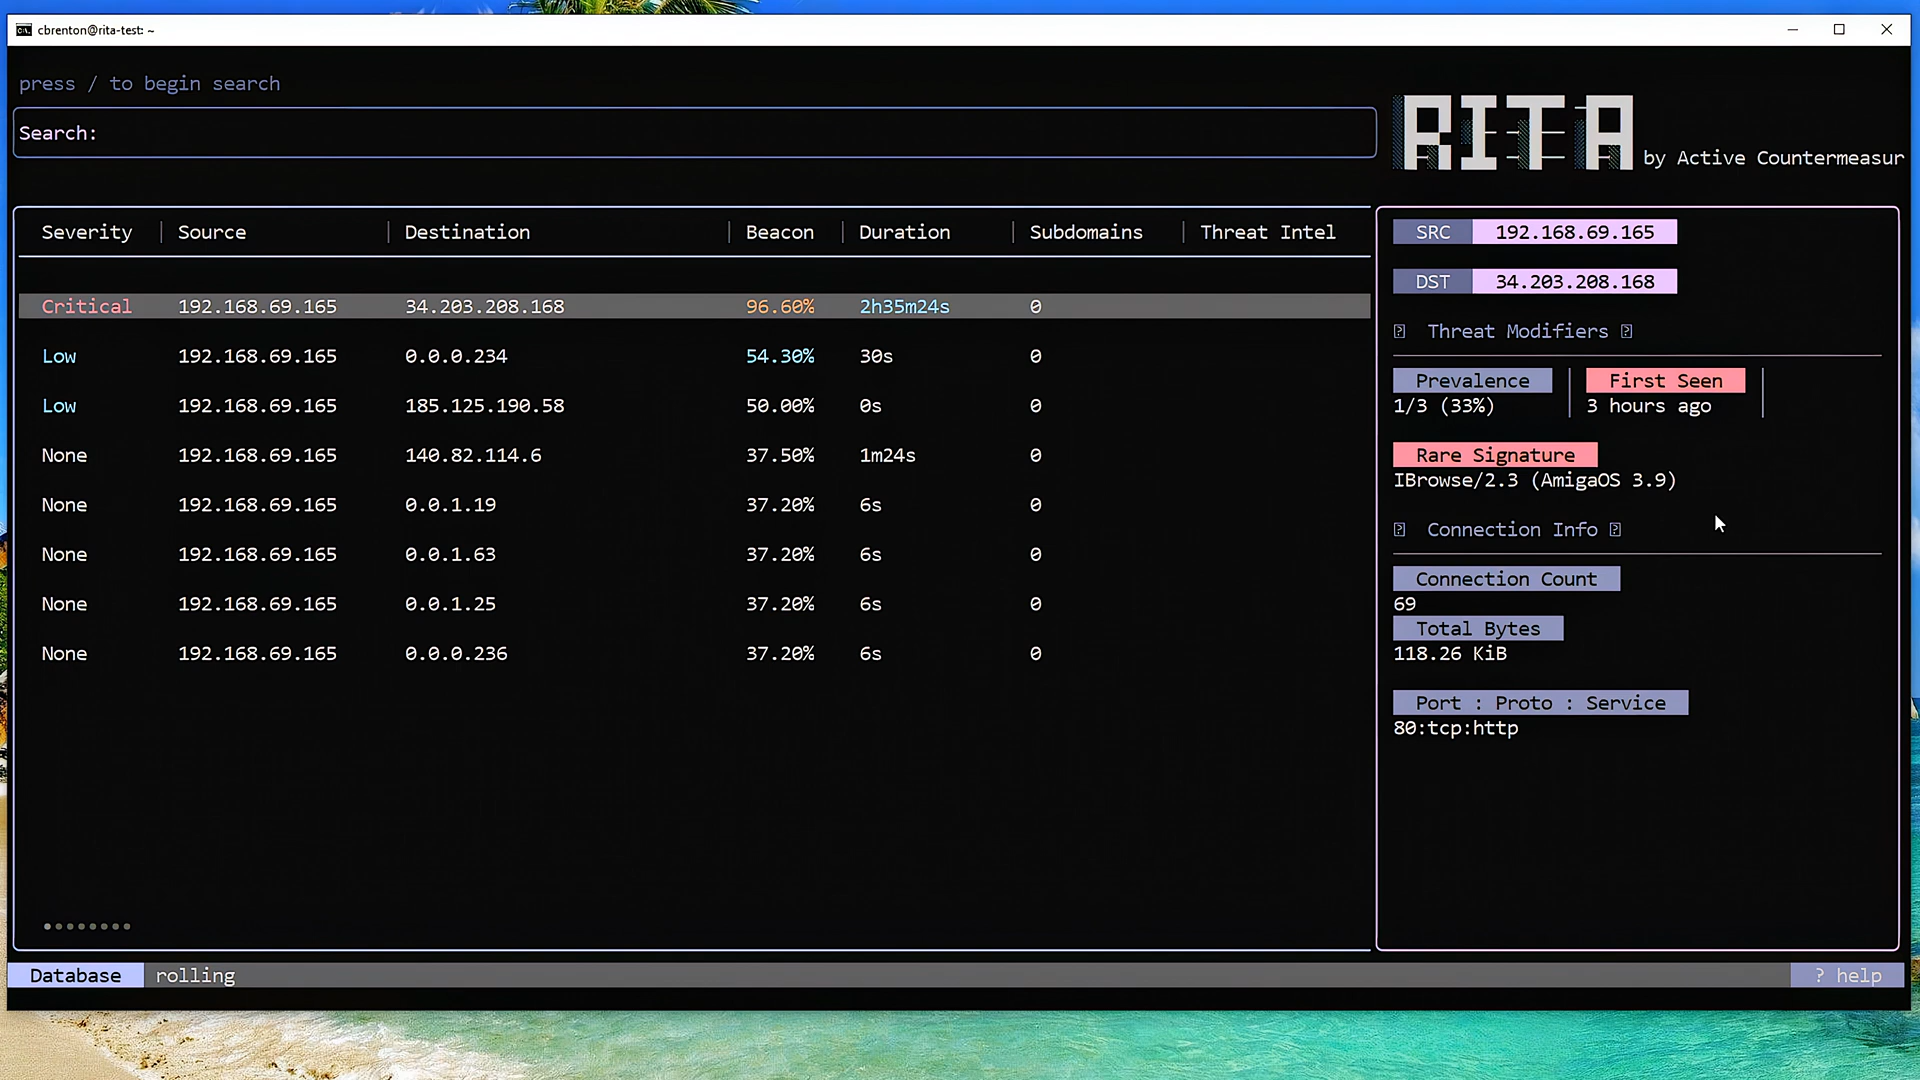 cbrenton@rita-test: ~
press / to begin search
Search:
RITA by Active Countermeasur
Severity | Source | Destination | Beacon | Duration | Subdomains | Threat Intel
Critical 192.168.69.165 34.203.208.168 96.60% 2h35m24s 0
Low 192.168.69.165 0.0.0.234 54.30% 30s 0
Low 192.168.69.165 185.125.190.58 50.00% 0s 0
None 192.168.69.165 140.82.114.6 37.50% 1m24s 0
None 192.168.69.165 0.0.1.19 37.20% 6s 0
None 192.168.69.165 0.0.1.63 37.20% 6s 0
None 192.168.69.165 0.0.1.25 37.20% 6s 0
None 192.168.69.165 0.0.0.236 37.20% 6s 0
SRC 192.168.69.165
DST 34.203.208.168
Threat Modifiers
Prevalence | First Seen |
1/3 (33%) | 3 hours ago |
Rare Signature
IBrowse/2.3 (AmigaOS 3.9)
Connection Info
Connection Count
69
Total Bytes
118.26 KiB
Port : Proto : Service
80:tcp:http
Database rolling
? help